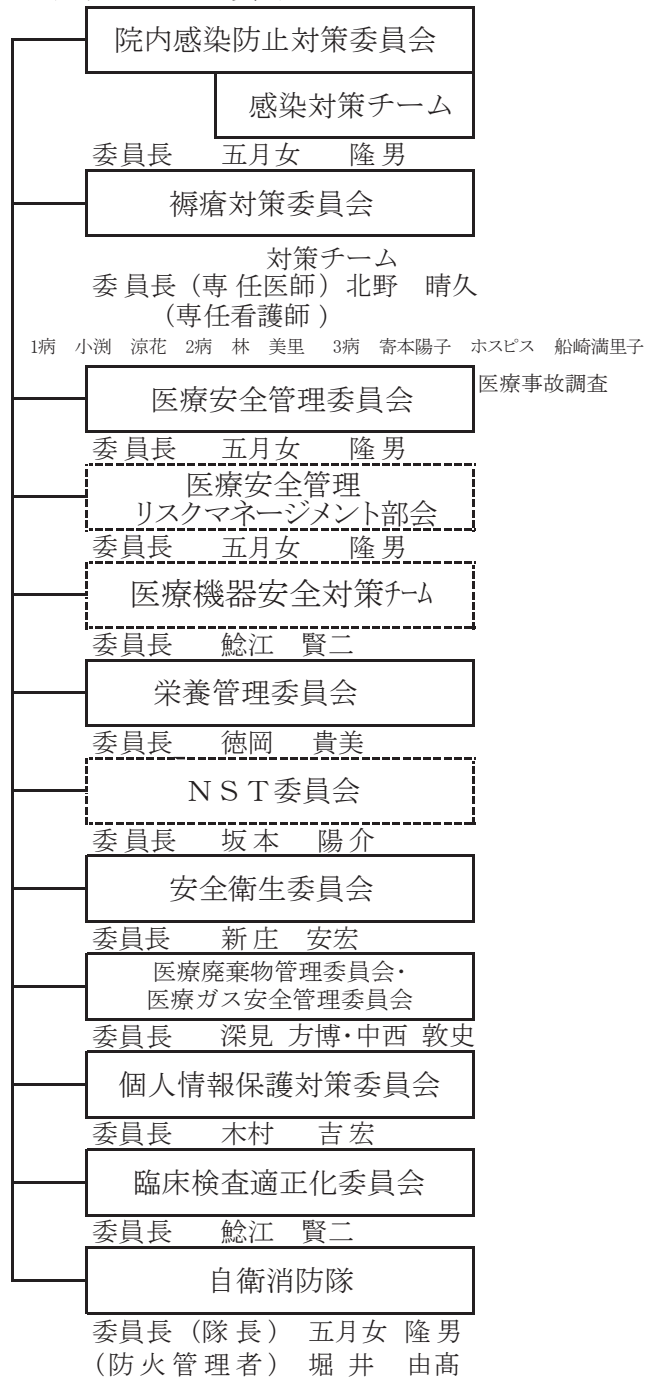 院内感染防止対策委員会
感染対策チーム
委員長 五月女 隆男
褥瘡対策委員会
対策チーム
委員長（専任医師）北野 晴久
（専任看護師）
1病 小渕 涼花 2病 林 美里 3病 寄本陽子 ホスピス 船崎満里子
医療安全管理委員会
医療事故調査
委員長 五月女 隆男
医療安全管理
リスクマネージメント部会
委員長 五月女 隆男
医療機器安全対策チーム
委員長 鯰江 賢二
栄養管理委員会
委員長 徳岡 貴美
ＮＳＴ委員会
委員長 坂本 陽介
安全衛生委員会
委員長 新庄 安宏
医療廃棄物管理委員会・
医療ガス安全管理委員会
委員長 深見 方博・中西 敦史
個人情報保護対策委員会
委員長 木村 吉宏
臨床検査適正化委員会
委員長 鯰江 賢二
自衛消防隊
委員長（隊長） 五月女 隆男
（防火管理者） 堀井 由髙